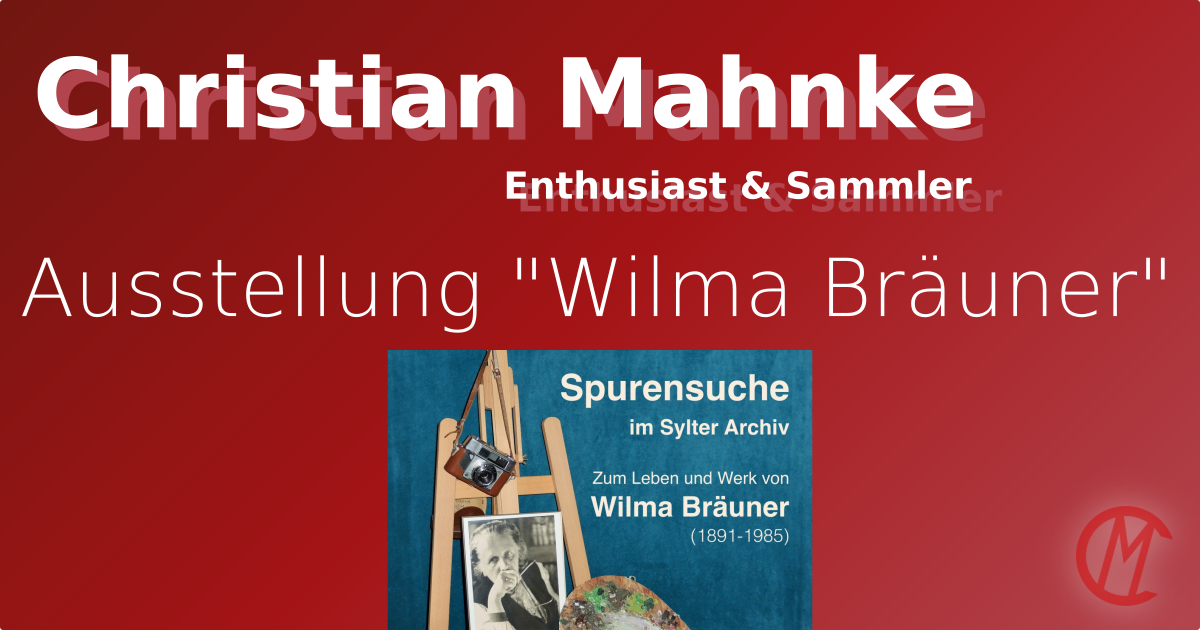 Christian Mahnke
Enthusiast & Sammler
Ausstellung "Wilma Bräuner"
Spurensuche
im Sylter Archiv
Zum Leben und Werk von
Wilma Bräuner
(1891-1985)
CM